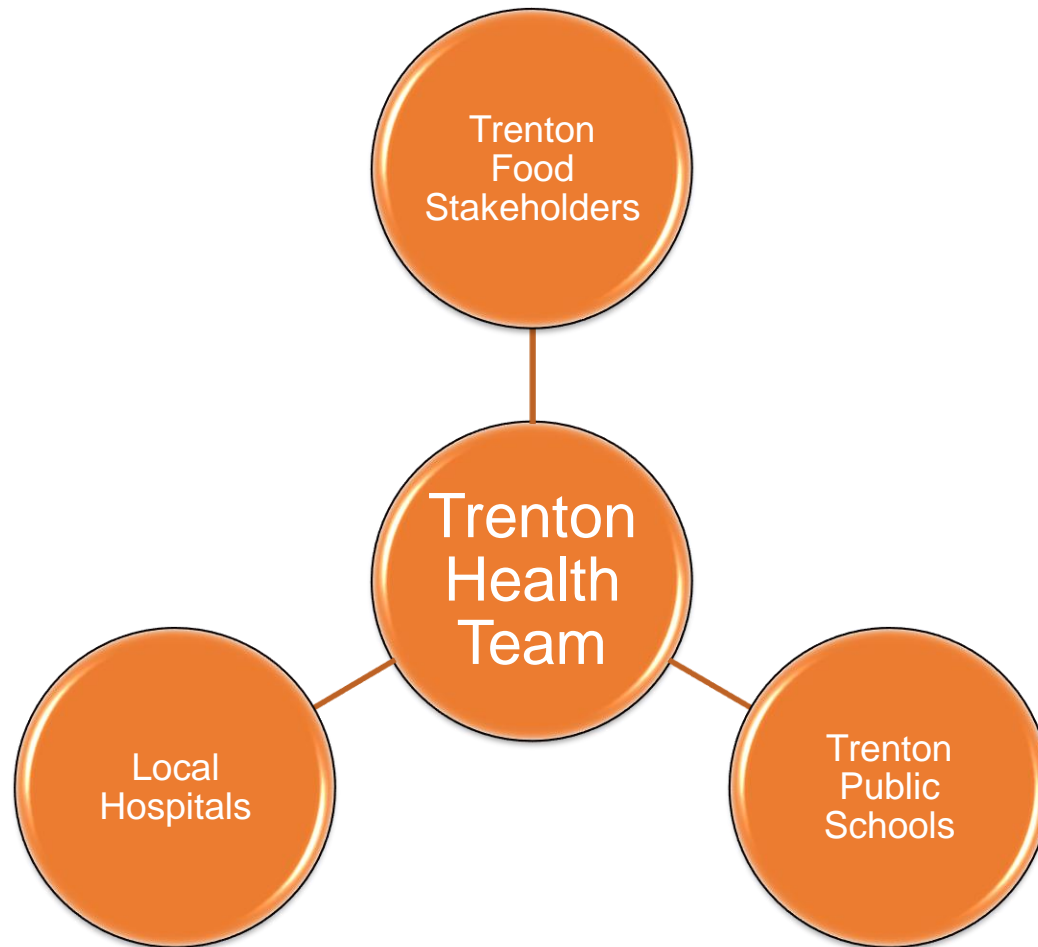 Trenton
Food
Stakeholders
Trenton
Health
Team
Local
Hospitals
Trenton
Public
Schools